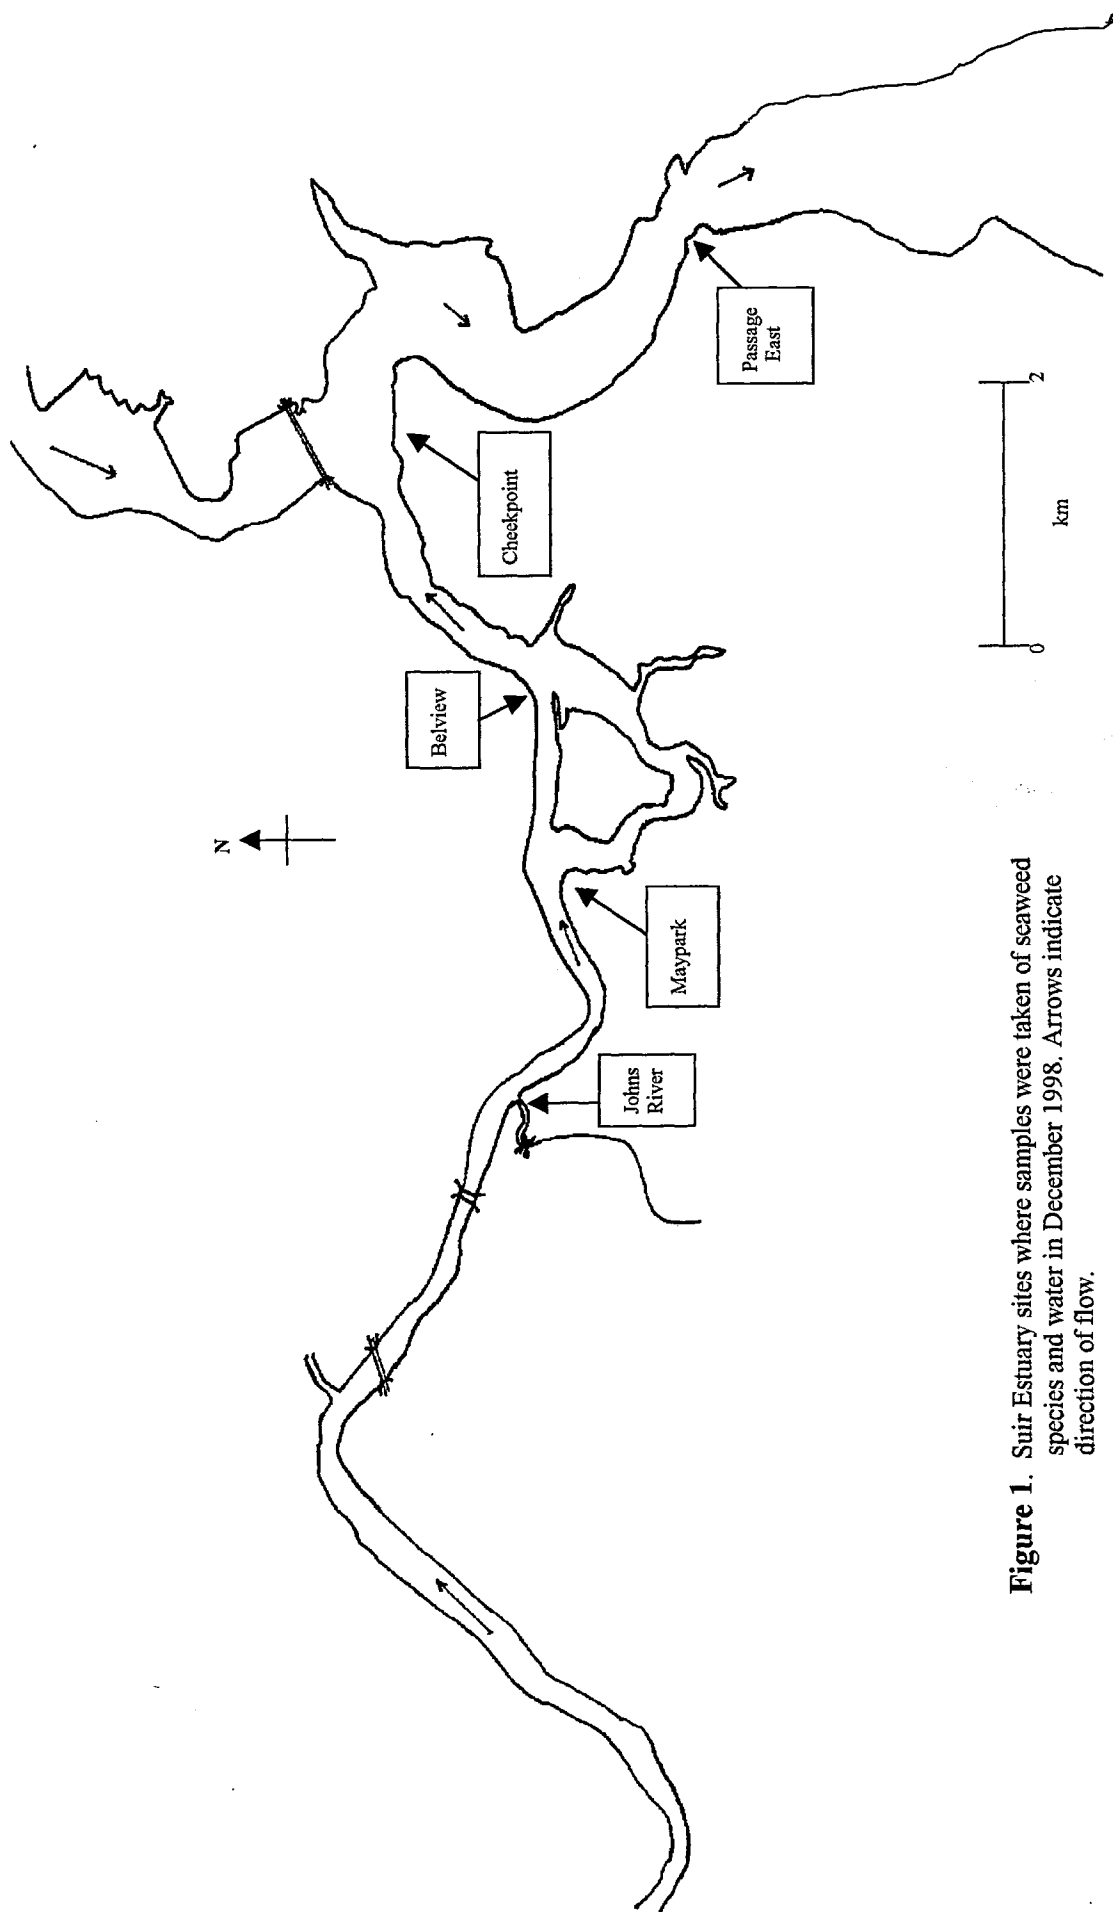 N
Belview
Cheekpoint
Passage
East
Maypark
Johns
River
0
2
km
Figure 1. Suir Estuary sites where samples were taken of seaweed
species and water in December 1998. Arrows indicate
direction of flow.